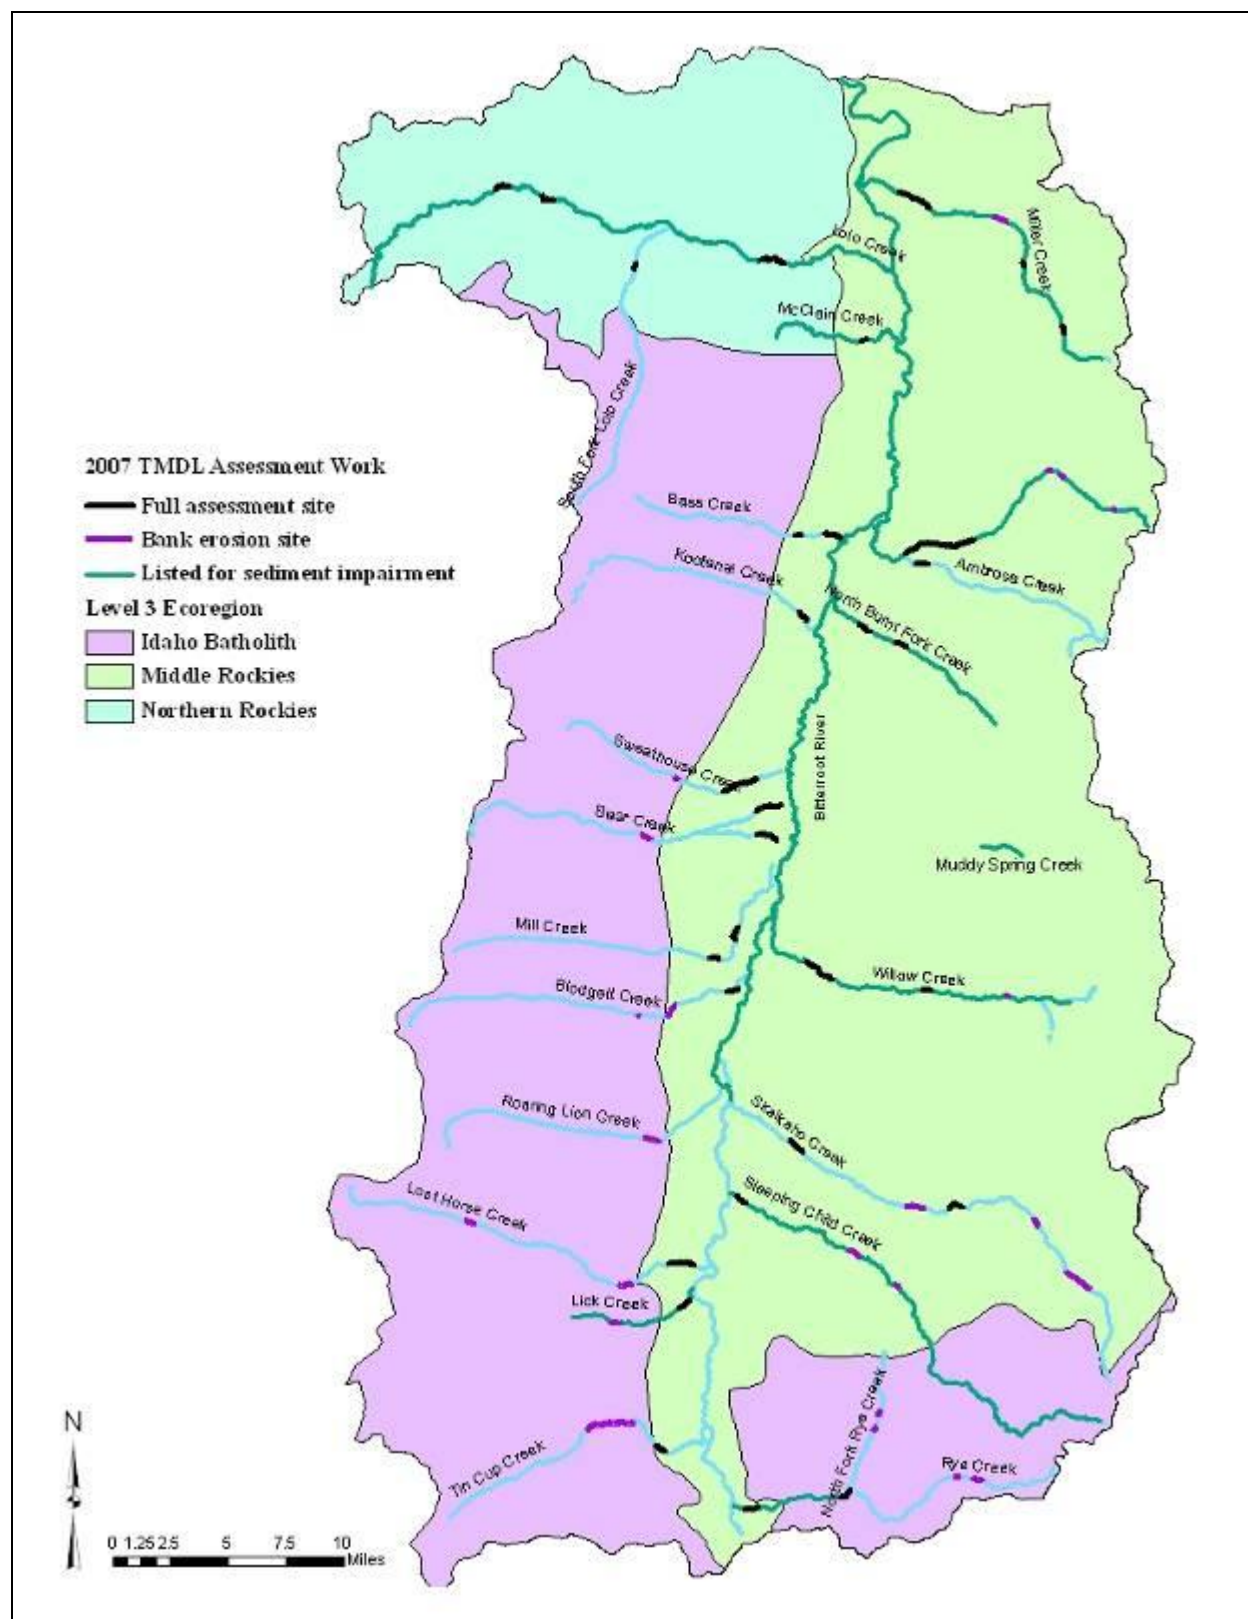 Lolo Creek
Miller Creek
McClain Creek
South Fork Lolo Creek
2007 TMDL Assessment Work
Full assessment site
Bank erosion site
Listed for sediment impairment
Level 3 Ecoregion
Idaho Batholith
Middle Rockies
Northern Rockies
Bass Creek
Kootenai Creek
Ambrose Creek
North Burnt Fork Creek
Sweathouse Creek
Bitterroot River
Bear Creek
Muddy Spring Creek
Mill Creek
Willow Creek
Blodgett Creek
Roaring Lion Creek
Skalkaho Creek
Lost Horse Creek
Sleeping Child Creek
Lick Creek
North Fork Rye Creek
Tin Cup Creek
Rye Creek
N
0 1.25 2.5 5 7.5 10
Miles